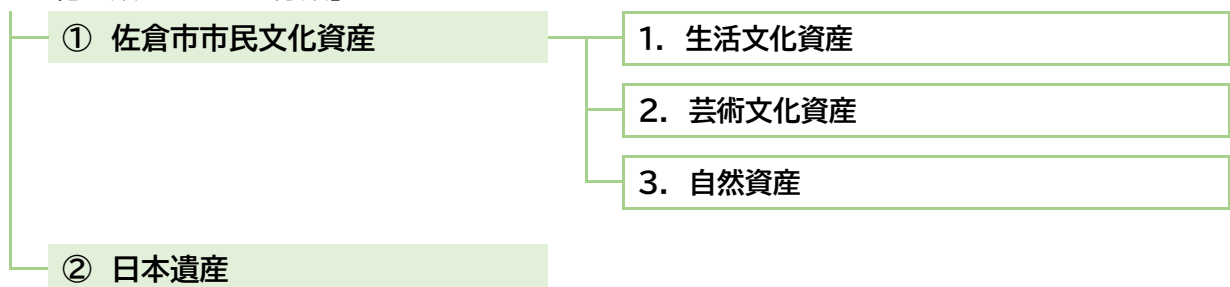 ① 佐倉市市民文化資産
1. 生活文化資産
2. 芸術文化資産
3. 自然資産
② 日本遺産